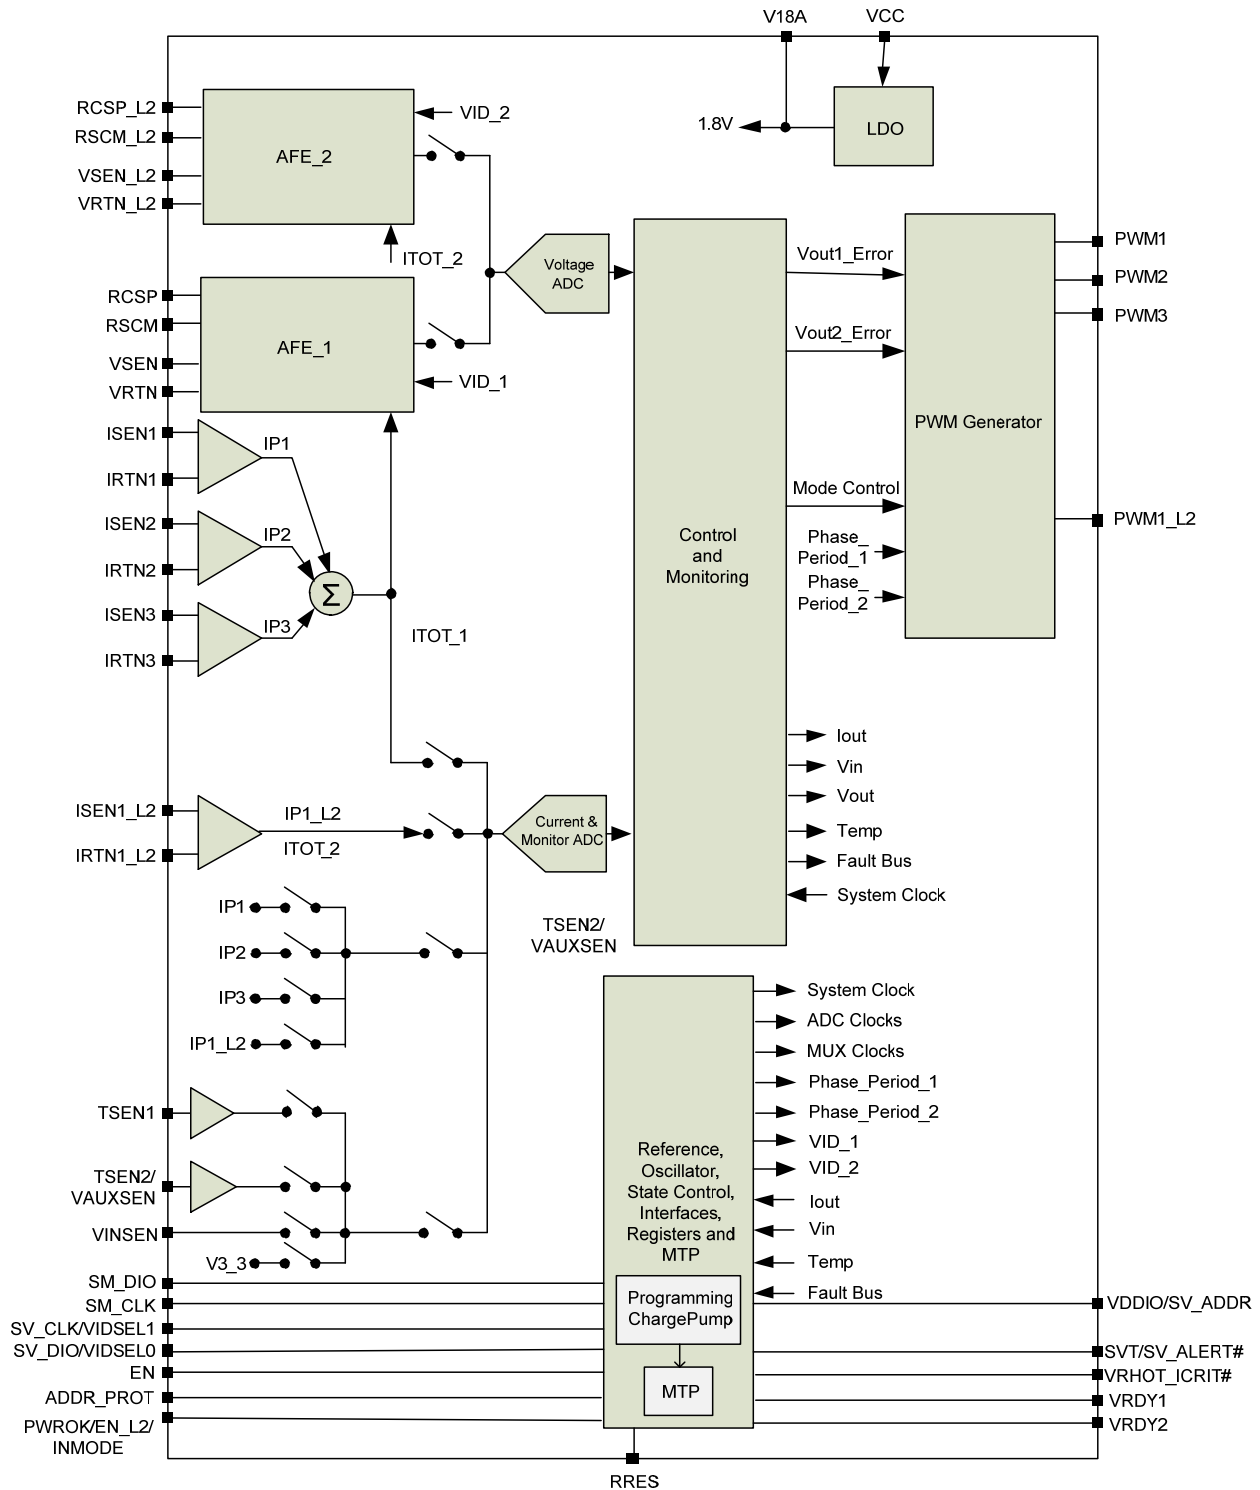 V18A
VCC
RCSP_L2
RSCM_L2
VSEN_L2
VRTN_L2
AFE_2
VID_2
1.8V
LDO
ITOT_2
RCSP
RSCM
VSEN
VRTN
AFE_1
VID_1
Voltage
ADC
Vout1_Error
Vout2_Error
PWM Generator
PWM1
PWM2
PWM3
PWM1_L2
Mode Control
Phase_
Period_1
Phase_
Period_2
ISEN1
IRTN1
ISEN2
IRTN2
ISEN3
IRTN3
IP1
IP2
IP3
Σ
ITOT_1
Control
and
Monitoring
Iout
Vin
Vout
Temp
Fault Bus
System Clock
ISEN1_L2
IRTN1_L2
IP1_L2
ITOT_2
Current &
Monitor ADC
IP1
IP2
IP3
IP1_L2
TSEN2/
VAUXSEN
TSEN1
TSEN2/
VAUXSEN
VINSEN
V3_3
System Clock
ADC Clocks
MUX Clocks
Phase_Period_1
Phase_Period_2
VID_1
VID_2
Iout
Vin
Temp
Fault Bus
Reference,
Oscillator,
State Control,
Interfaces,
Registers and
MTP
Programming
ChargePump
MTP
SM_DIO
SM_CLK
SV_CLK/VIDSEL1
SV_DIO/VIDSEL0
EN
ADDR_PROT
PWROK/EN_L2/
INMODE
VDDIO/SV_ADDR
SVT/SV_ALERT#
VRHOT_ICRIT#
VRDY1
VRDY2
RRES